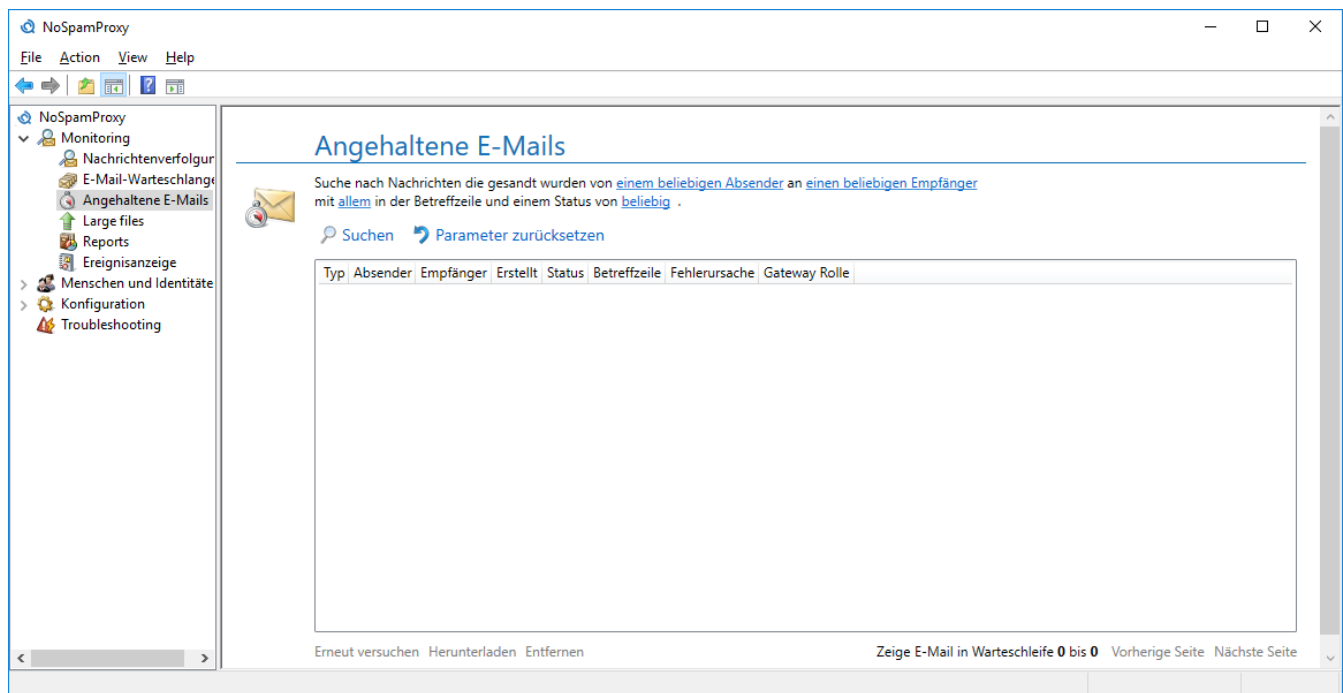 NoSpamProxy
File Action View Help
NoSpamProxy
Monitoring
Nachrichtenverfolgur
E-Mail-Warteschlange
Angehaltene E-Mails
Large files
Reports
Ereignisanzeige
Menschen und Identitäte
Konfiguration
Troubleshooting
Angehaltene E-Mails
Suche nach Nachrichten die gesandt wurden von einem beliebigen Absender an einen beliebigen Empfänger
mit allem in der Betreffzeile und einem Status von beliebig .
Suchen Parameter zurücksetzen
Typ Absender Empfänger Erstellt Status Betreffzeile Fehlerursache Gateway Rolle
Erneut versuchen Herunterladen Entfernen Zeige E-Mail in Warteschleife 0 bis 0 Vorherige Seite Nächste Seite